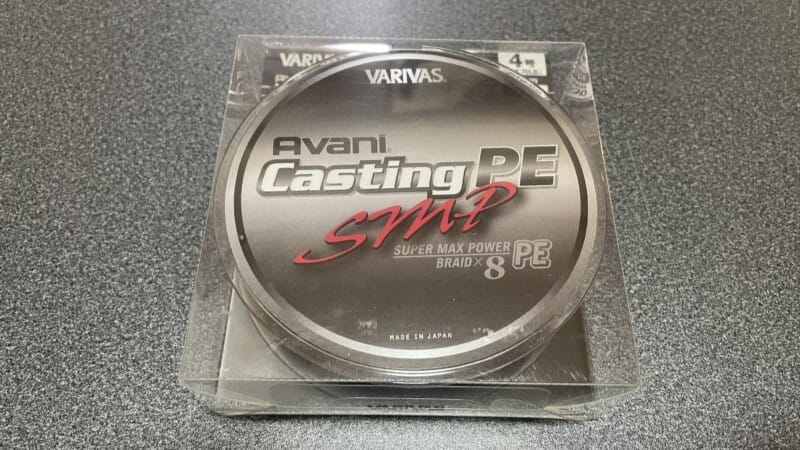 VARIVAS
4号
VARIVAS®
Avani®
Casting PE
SMP
SUPER MAX POWER
BRAID×8 PE
MADE IN JAPAN